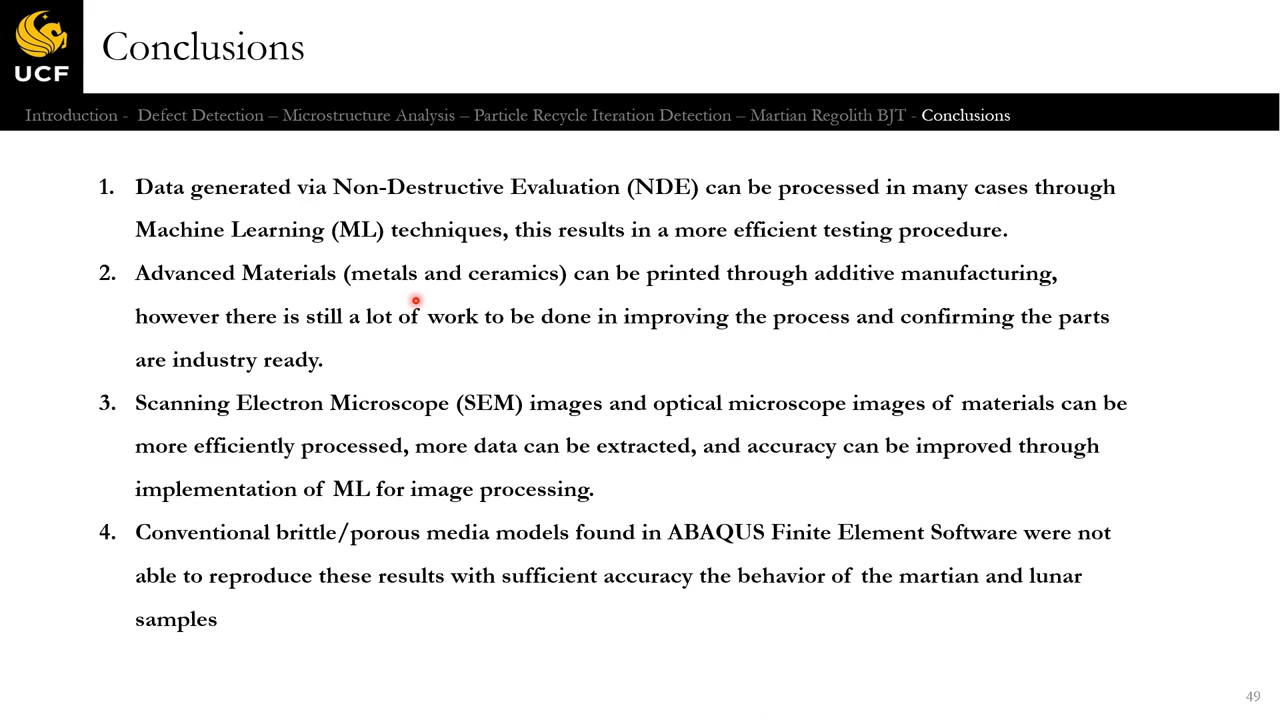 UCF
Conclusions
Introduction - Defect Detection – Microstructure Analysis – Particle Recycle Iteration Detection – Martian Regolith BJT - Conclusions
1. Data generated via Non-Destructive Evaluation (NDE) can be processed in many cases through
Machine Learning (ML) techniques, this results in a more efficient testing procedure.
2. Advanced Materials (metals and ceramics) can be printed through additive manufacturing,
however there is still a lot of work to be done in improving the process and confirming the parts
are industry ready.
3. Scanning Electron Microscope (SEM) images and optical microscope images of materials can be
more efficiently processed, more data can be extracted, and accuracy can be improved through
implementation of ML for image processing.
4. Conventional brittle/porous media models found in ABAQUS Finite Element Software were not
able to reproduce these results with sufficient accuracy the behavior of the martian and lunar
samples
49